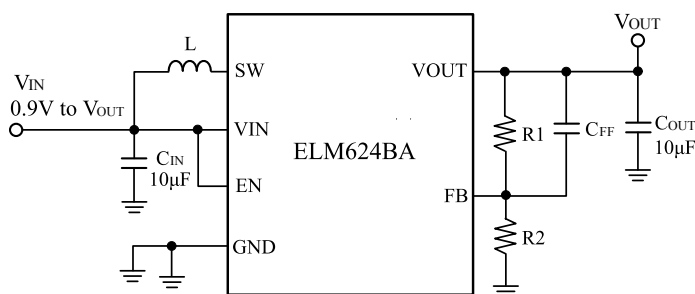 VOUT
L
SW
VOUT
VIN
0.9V to VOUT
VIN
CIN
10μF
EN
ELM624BA
R1
CFF
COUT
10μF
FB
GND
R2